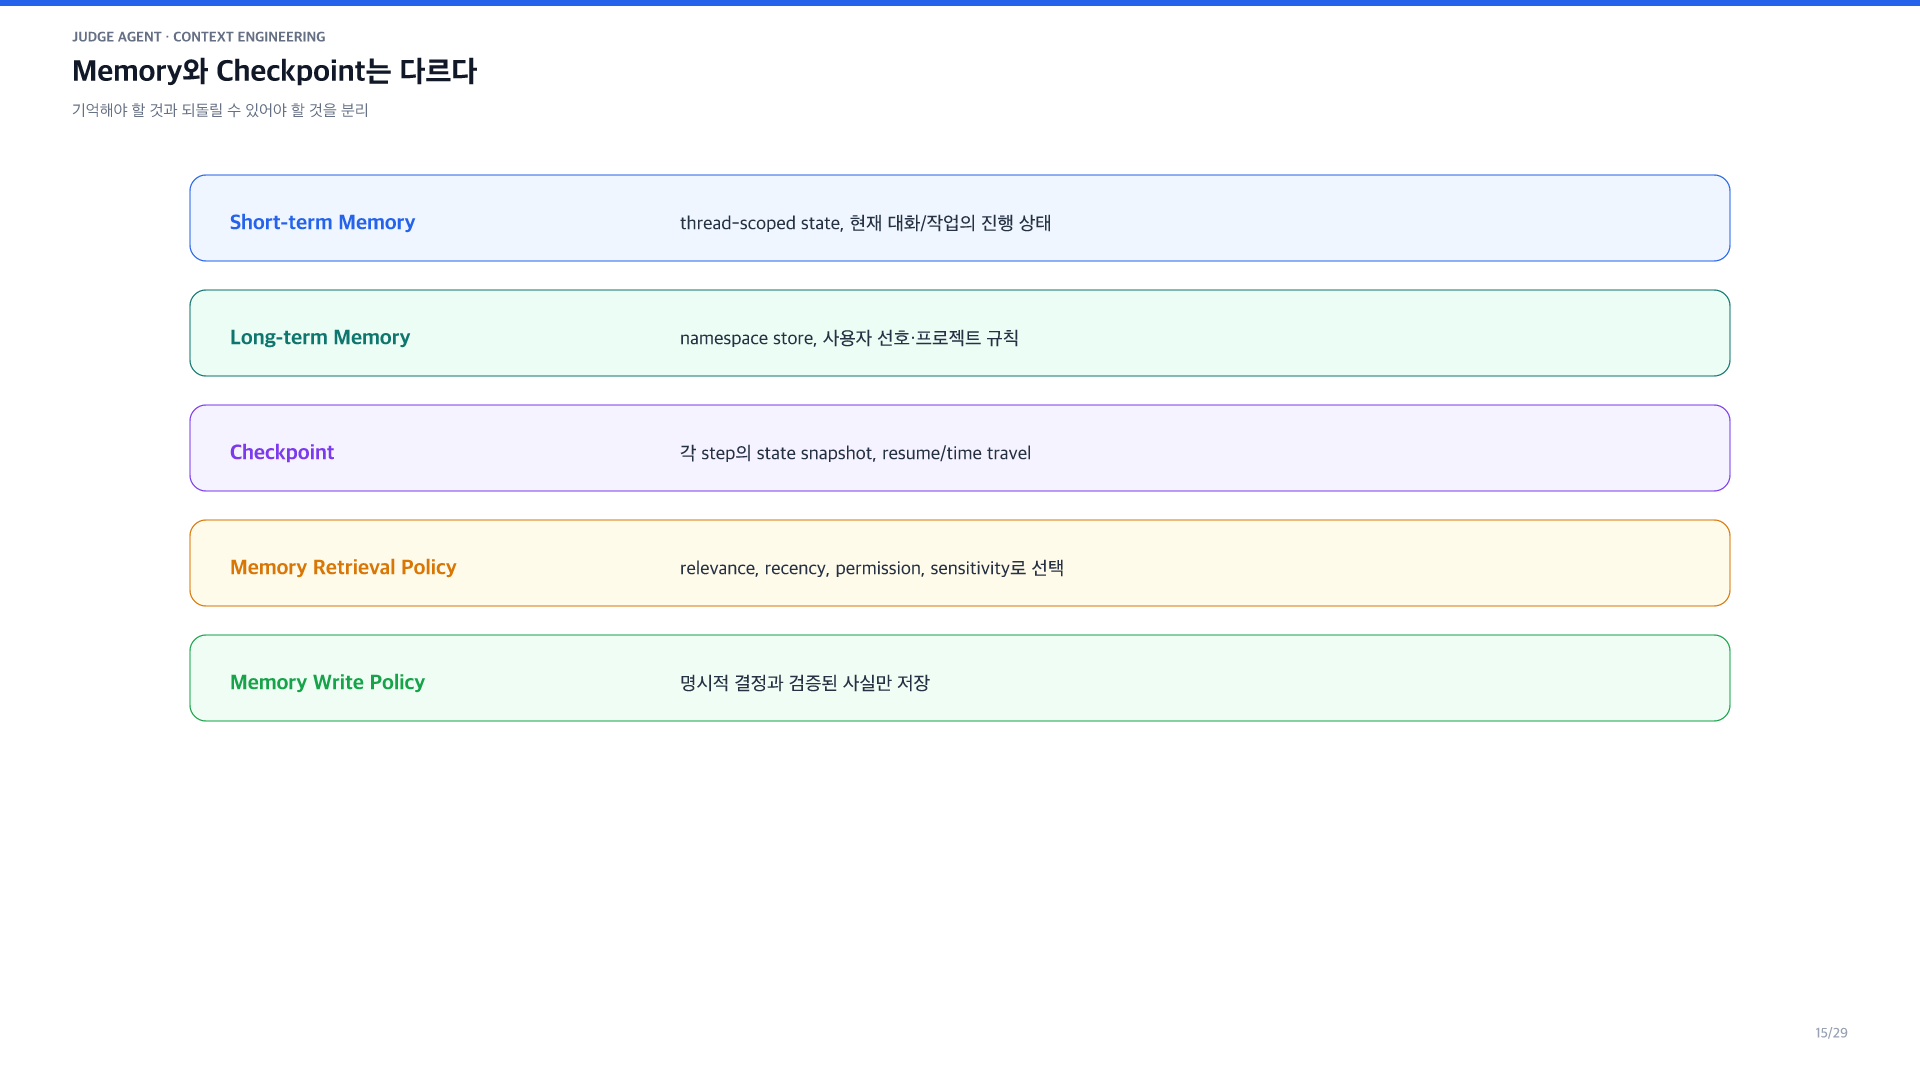 JUDGE AGENT · CONTEXT ENGINEERING
Memory와 Checkpoint는 다르다
기억해야 할 것과 되돌릴 수 있어야 할 것을 분리
Short-term Memory
thread-scoped state, 현재 대화/작업의 진행 상태
Long-term Memory
namespace store, 사용자 선호·프로젝트 규칙
Checkpoint
각 step의 state snapshot, resume/time travel
Memory Retrieval Policy
relevance, recency, permission, sensitivity로 선택
Memory Write Policy
명시적 결정과 검증된 사실만 저장
15/29